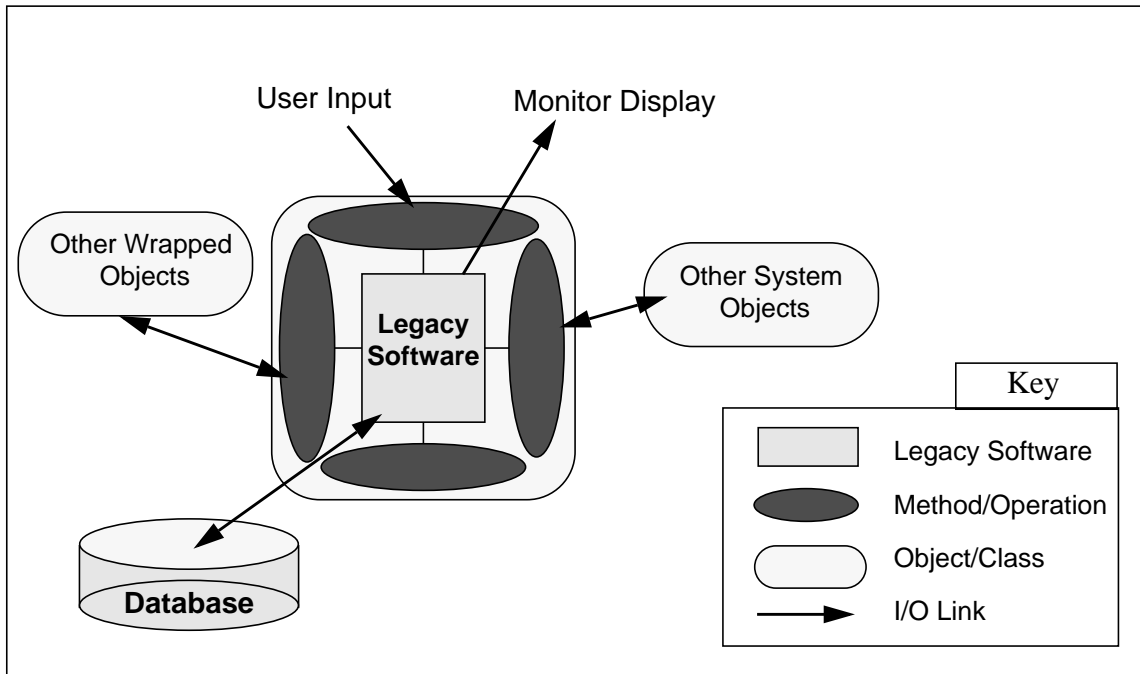 User Input
Monitor Display
Other Wrapped
Objects
Other System
Objects
Legacy
Software
Database
Key
Legacy Software
Method/Operation
Object/Class
I/O Link